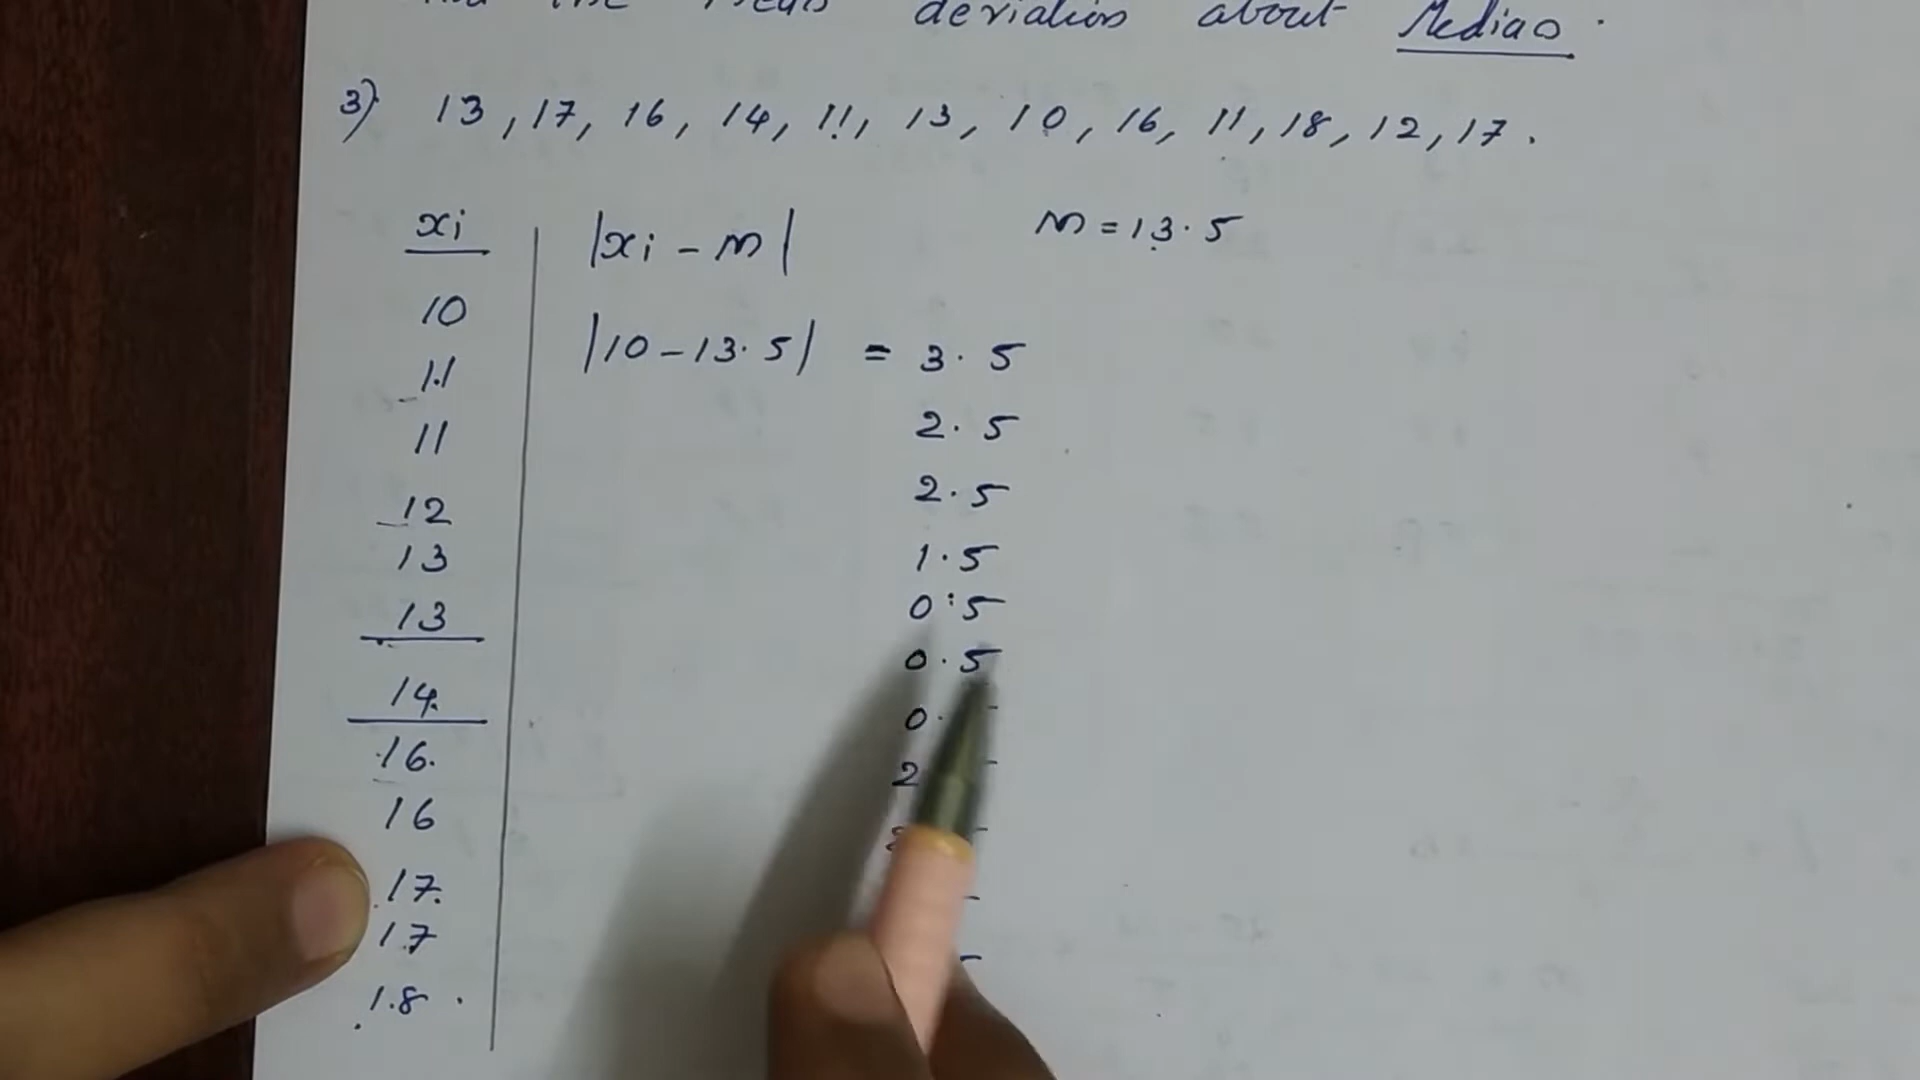 deviation about Median.
3) 13, 17, 16, 14, 11, 13, 10, 16, 11, 18, 12, 17.
xi |xi - m| m = 13.5
10 |10 - 13.5| = 3.5
11 2.5
11 2.5
12 1.5
13 0.5
13 0.5
14 0.
16 2
16
17
17
18